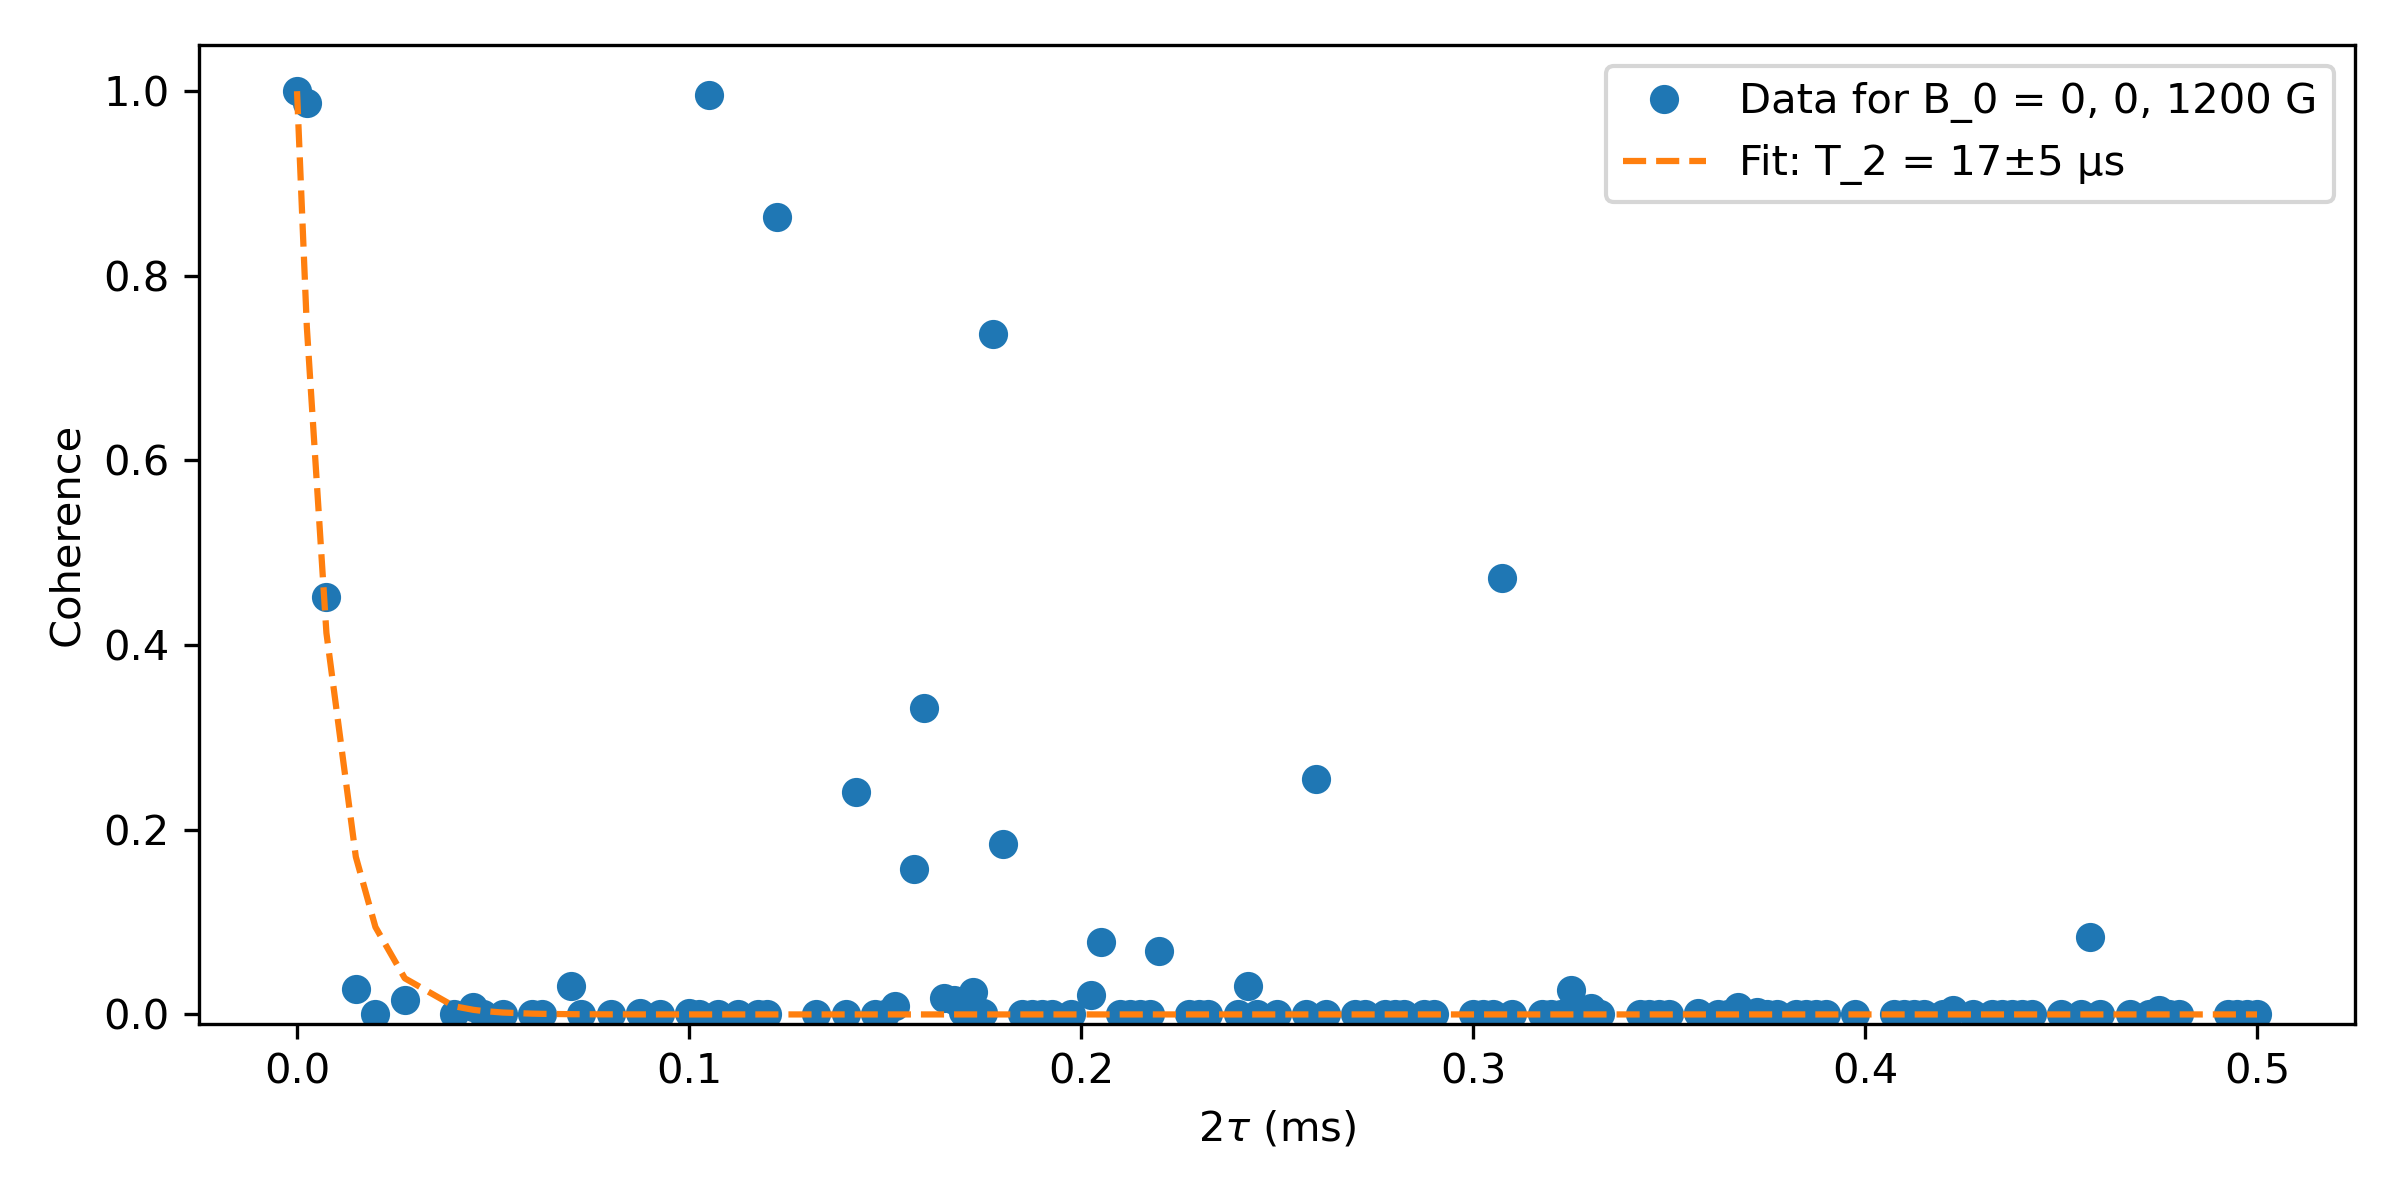 Data for B_0 = 0, 0, 1200 G
Fit: T_2 = 17±5 μs
1.0
0.8
0.6
0.4
0.2
0.0
Coherence
0.0 0.1 0.2 0.3 0.4 0.5
2τ (ms)